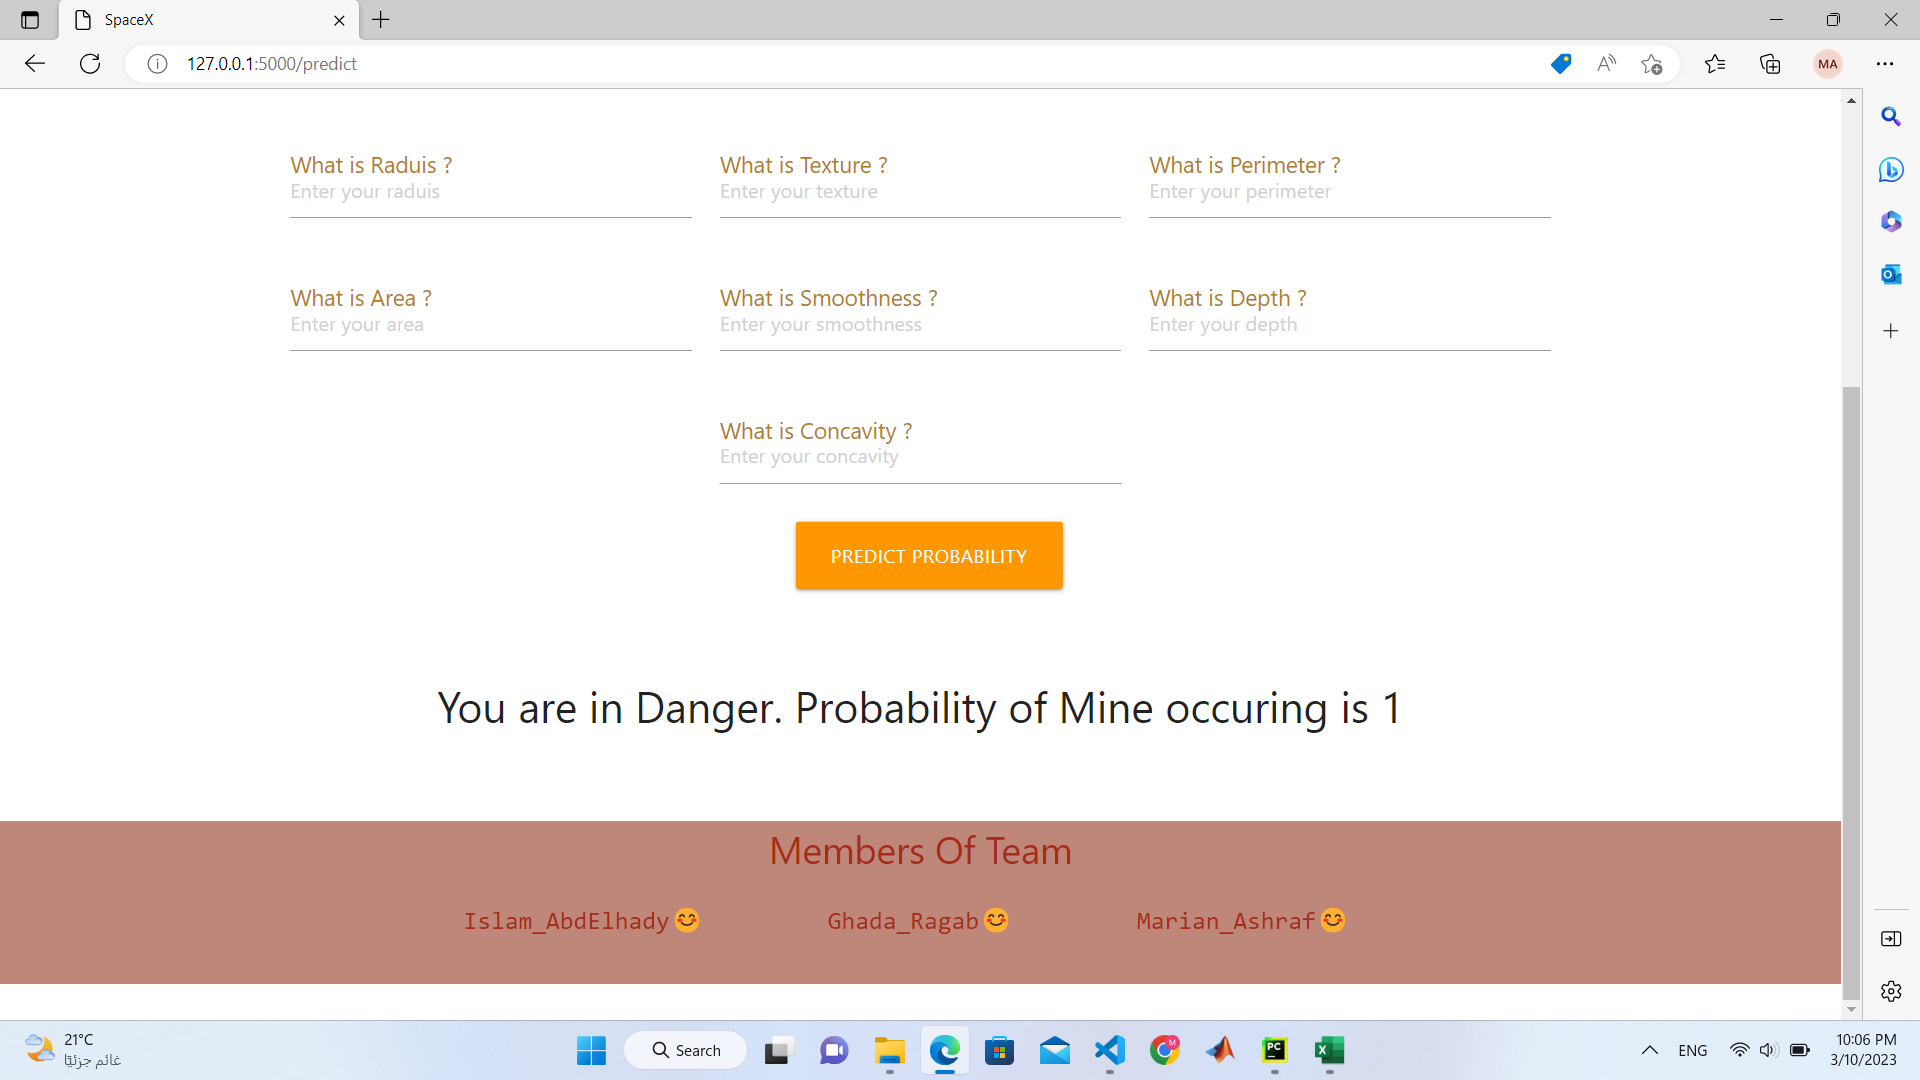 SpaceX
127.0.0.1:5000/predict
MA
What is Raduis ? What is Texture ? What is Perimeter ?
Enter your raduis Enter your texture Enter your perimeter
What is Area ? What is Smoothness ? What is Depth ?
Enter your area Enter your smoothness Enter your depth
What is Concavity ?
Enter your concavity
PREDICT PROBABILITY
You are in Danger. Probability of Mine occuring is 1
Members Of Team
Islam_AbdElhady😊 Ghada_Ragab😊 Marian_Ashraf😊
21°C
غائم جزئيًا
Search
M
PC
ENG
10:06 PM
3/10/2023